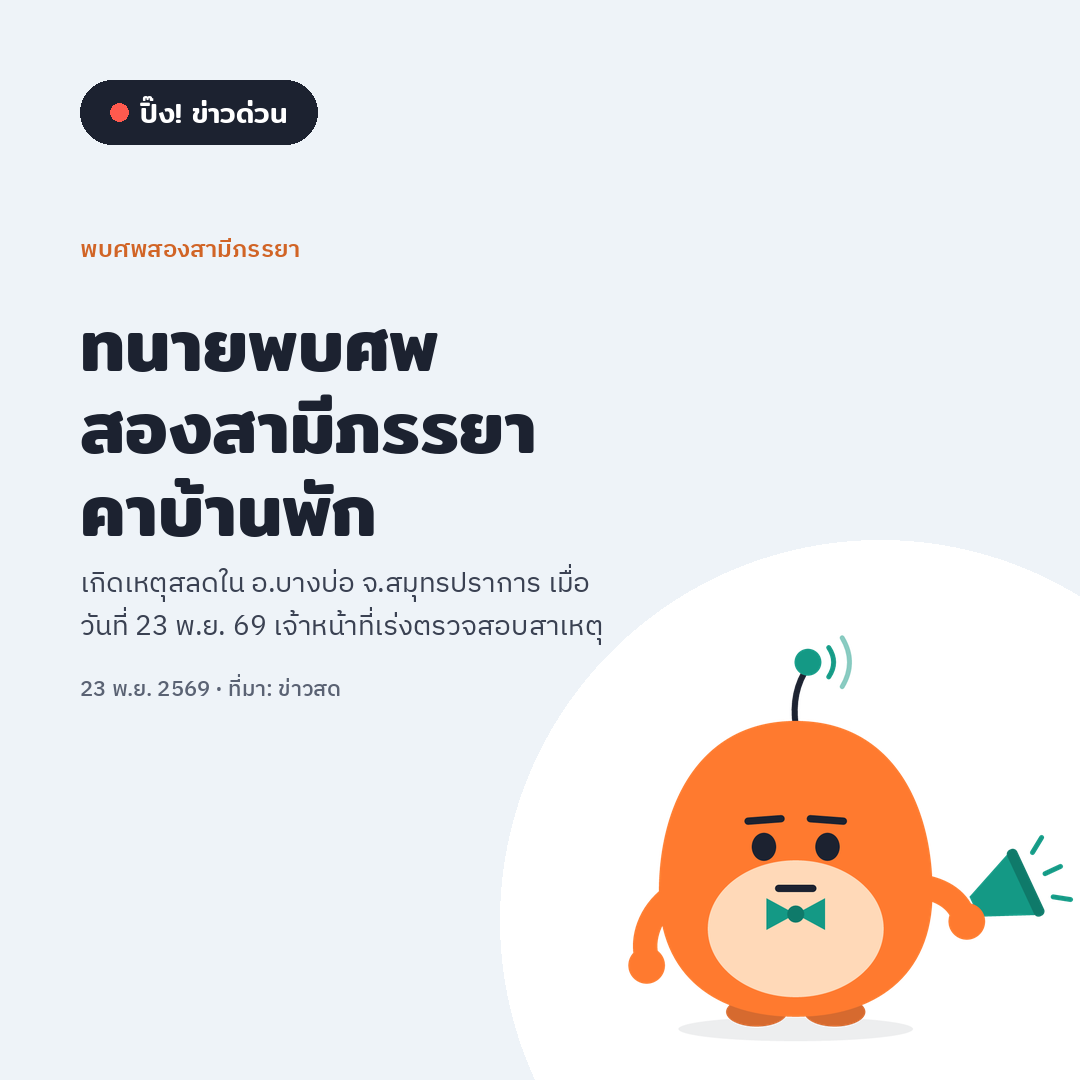 ปิ๊ง! ข่าวด่วน
พบศพสองสามีภรรยา
ทนายพบศพ
สองสามีภรรยา
คาบ้านพัก
เกิดเหตุสลดใน อ.บางบ่อ จ.สมุทรปราการ เมื่อ
วันที่ 23 พ.ย. 69 เจ้าหน้าที่เร่งตรวจสอบสาเหตุ
23 พ.ย. 2569 · ที่มา: ข่าวสด